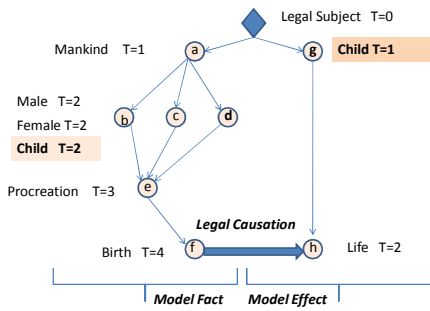 Legal Subject T=0
Mankind T=1
a
g
Child T=1
Male T=2
Female T=2
Child T=2
b
c
d
Procreation T=3
e
Legal Causation
Birth T=4
f
h
Life T=2
Model Fact
Model Effect